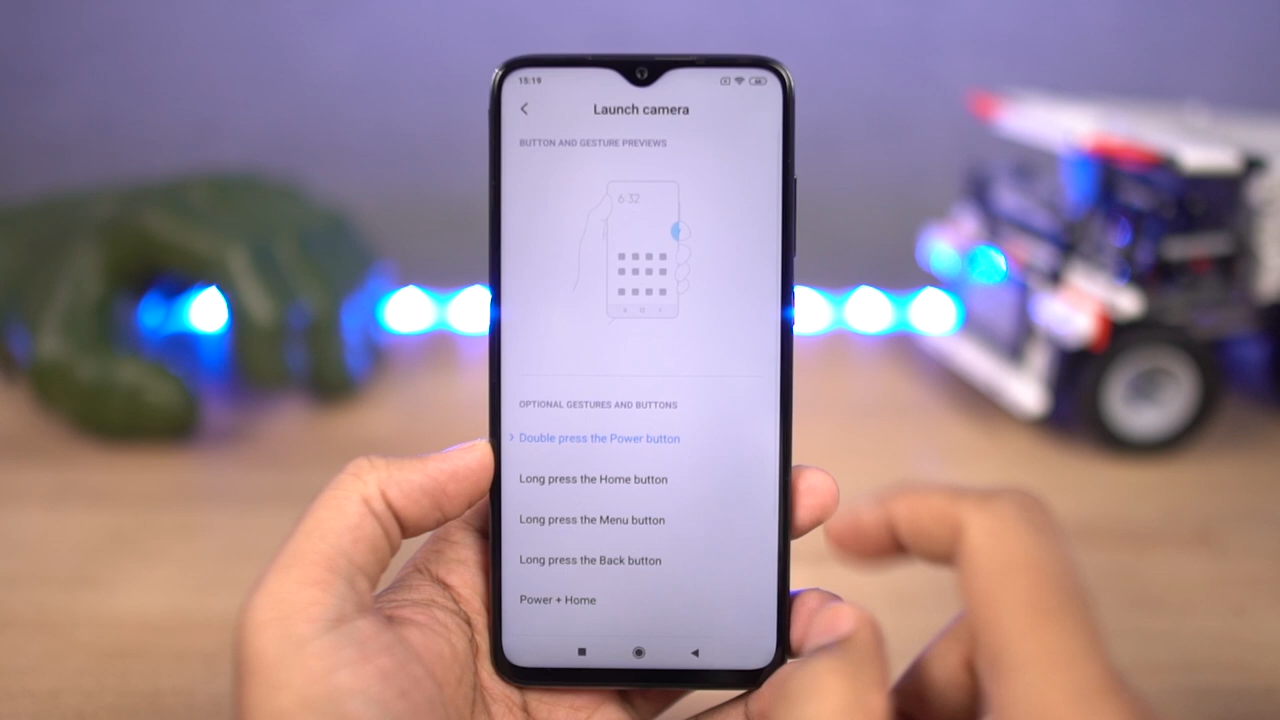 15:19
Launch camera
BUTTON AND GESTURE PREVIEWS
6:32
OPTIONAL GESTURES AND BUTTONS
Double press the Power button
Long press the Home button
Long press the Menu button
Long press the Back button
Power + Home